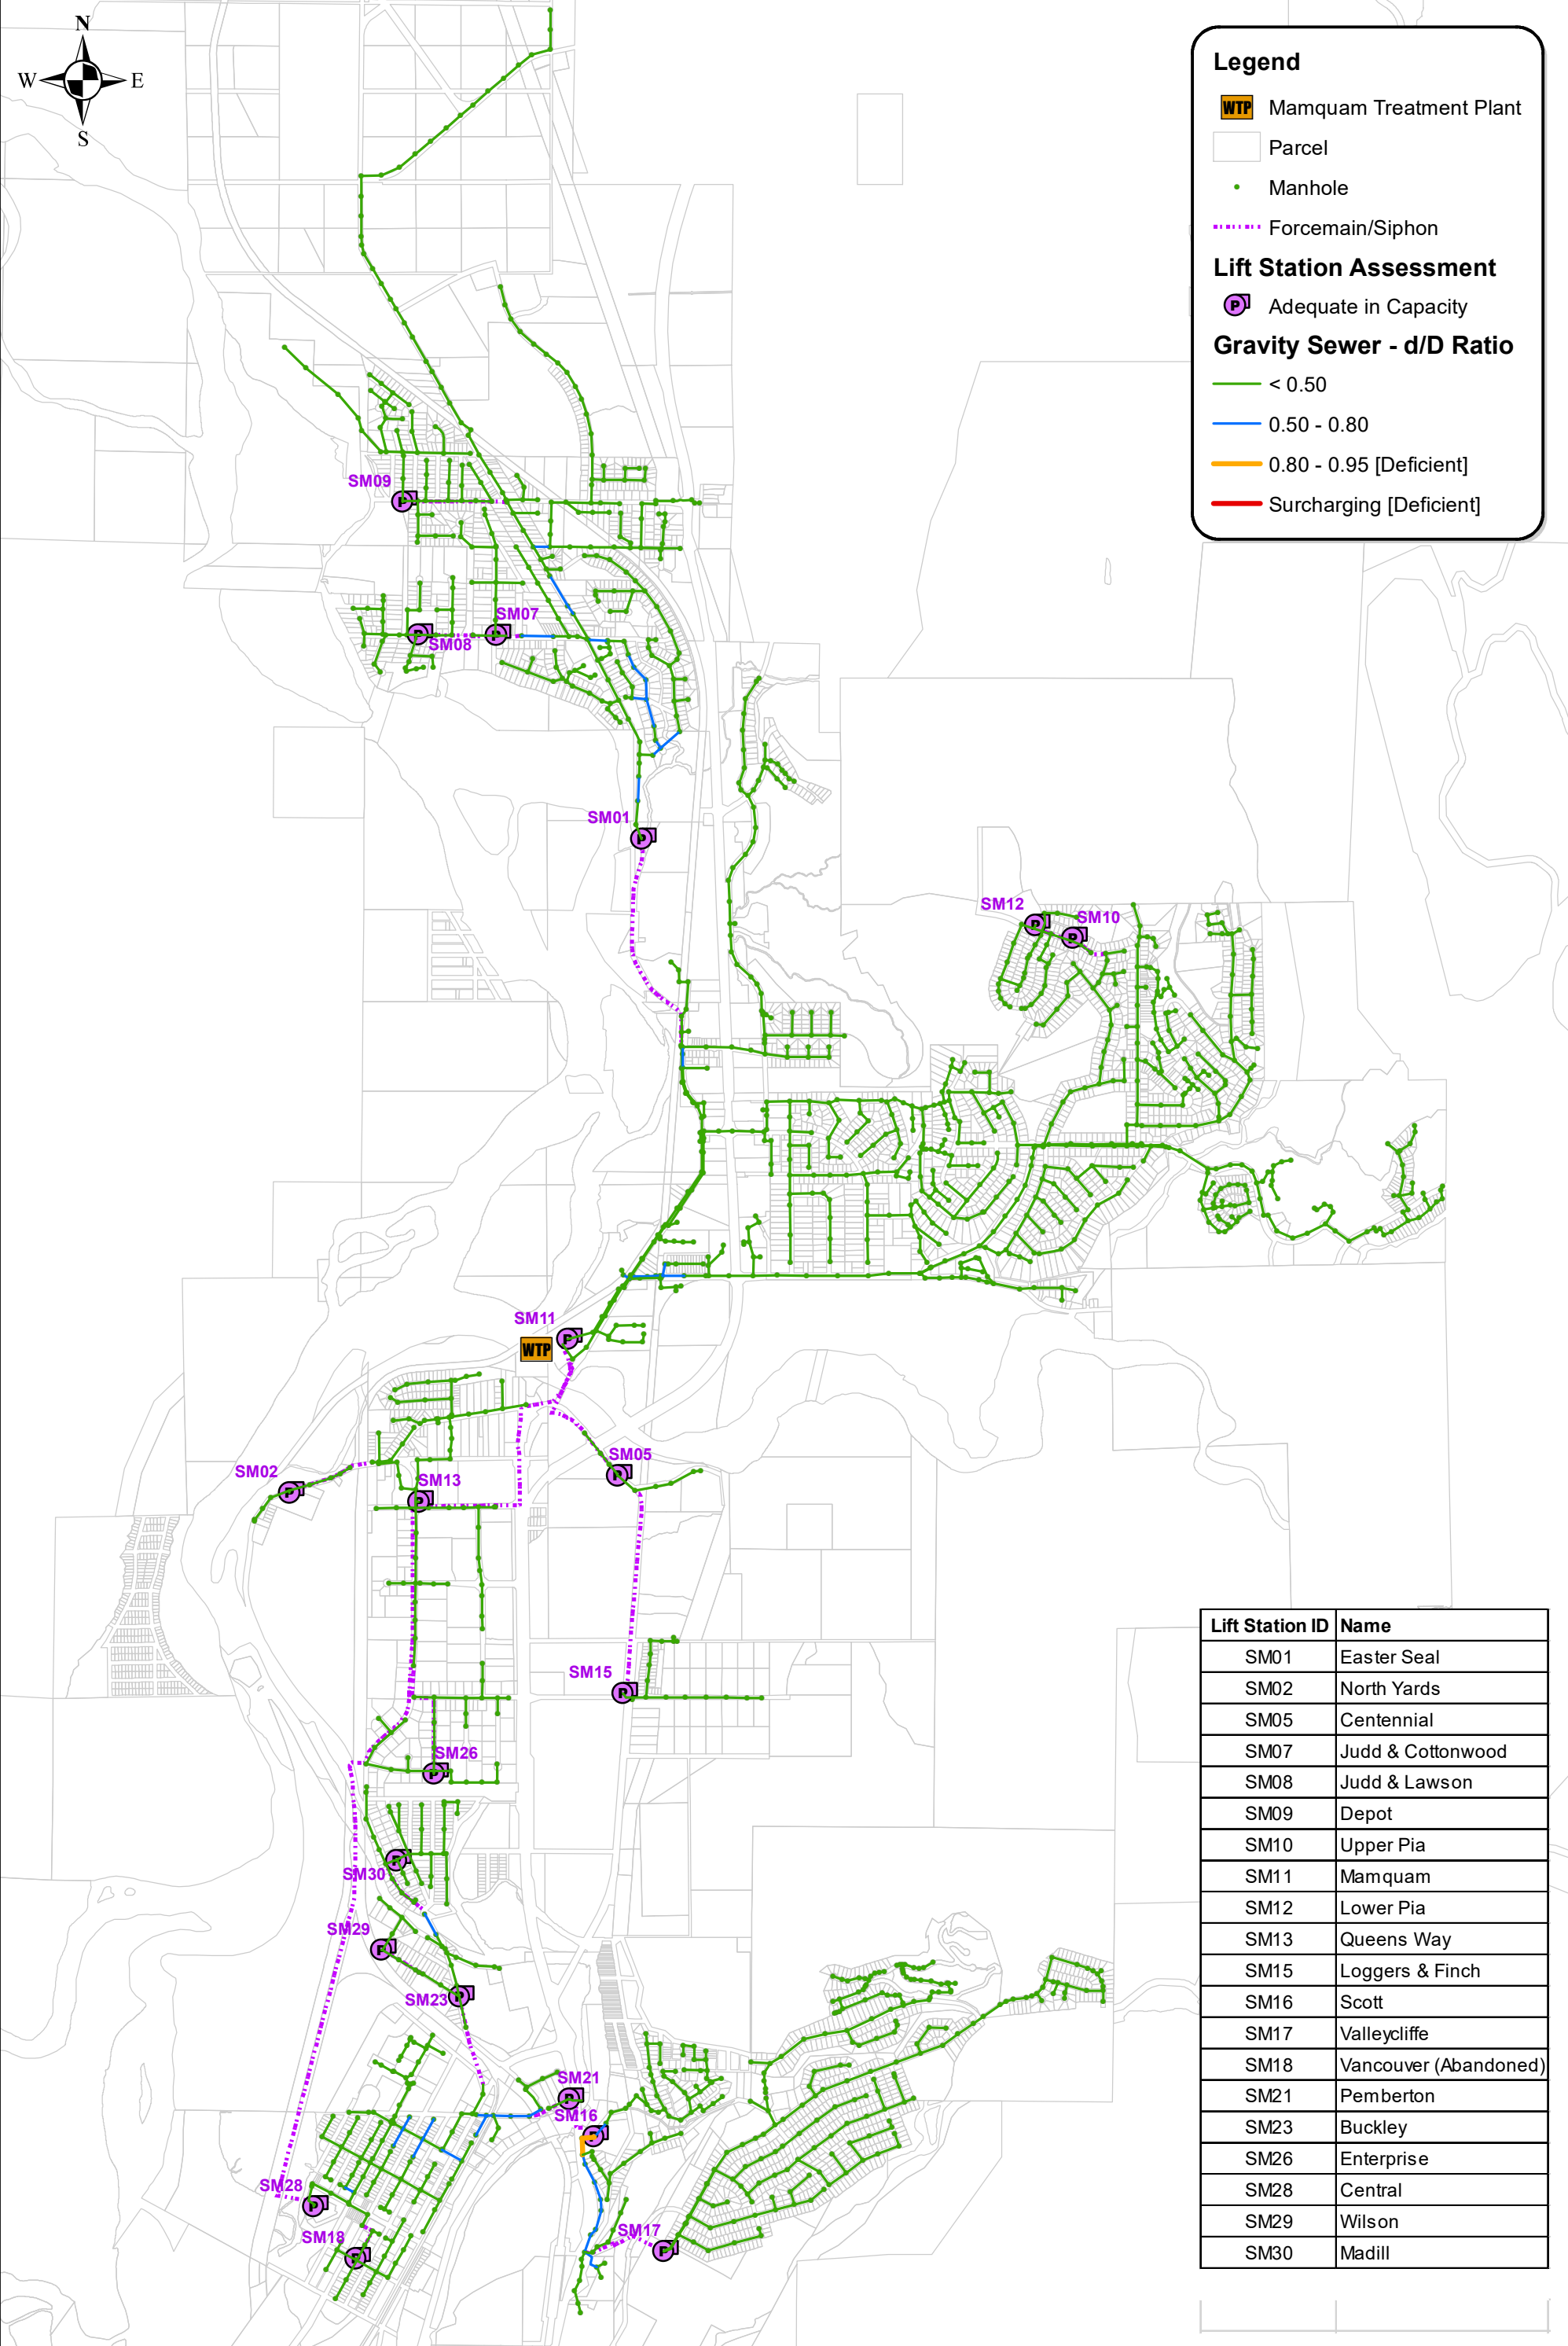 N
W
E
S
Legend
WTP Mamquam Treatment Plant
Parcel
Manhole
Forcemain/Siphon
Lift Station Assessment
P Adequate in Capacity
Gravity Sewer - d/D Ratio
< 0.50
0.50 - 0.80
0.80 - 0.95 [Deficient]
Surcharging [Deficient]
SM09
P
SM07
P
P
SM08
SM01
P
SM12
P
SM10
P
SM11
P
WTP
SM05
P
SM02
P
SM13
P
SM15
P
SM26
P
P
SM30
SM29
P
SM23
P
SM21
P
SM16
P
SM28
P
SM17
P
SM18
P
Lift Station ID Name
SM01 Easter Seal
SM02 North Yards
SM05 Centennial
SM07 Judd & Cottonwood
SM08 Judd & Lawson
SM09 Depot
SM10 Upper Pia
SM11 Mamquam
SM12 Lower Pia
SM13 Queens Way
SM15 Loggers & Finch
SM16 Scott
SM17 Valleycliffe
SM18 Vancouver (Abandoned)
SM21 Pemberton
SM23 Buckley
SM26 Enterprise
SM28 Central
SM29 Wilson
SM30 Madill